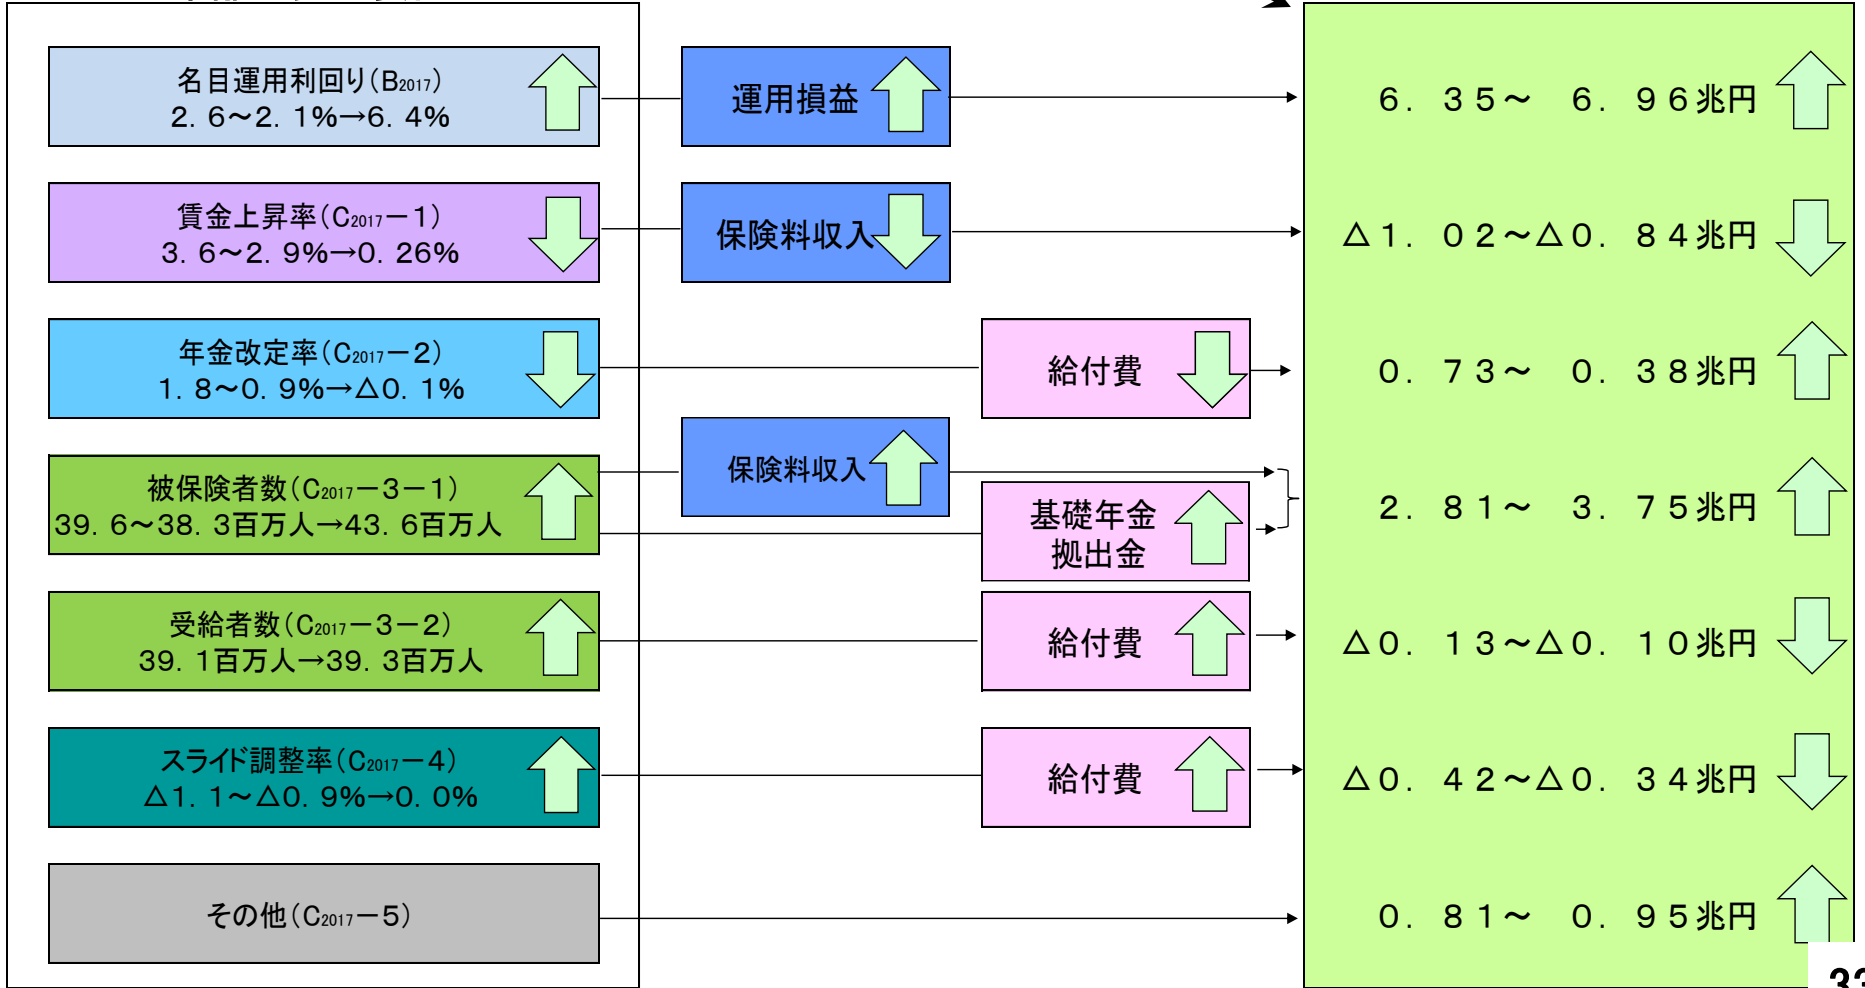 名目運用利回り(B2017)
2.6～2.1%→6.4%
運用損益
6.35～ 6.96兆円
賃金上昇率(C2017－1)
3.6～2.9%→0.26%
保険料収入
△1.02～△0.84兆円
年金改定率(C2017－2)
1.8～0.9%→△0.1%
給付費
0.73～ 0.38兆円
被保険者数(C2017－3－1)
39.6～38.3百万人→43.6百万人
保険料収入
基礎年金
拠出金
2.81～ 3.75兆円
受給者数(C2017－3－2)
39.1百万人→39.3百万人
給付費
△0.13～△0.10兆円
スライド調整率(C2017－4)
△1.1～△0.9%→0.0%
給付費
△0.42～△0.34兆円
その他(C2017－5)
0.81～ 0.95兆円